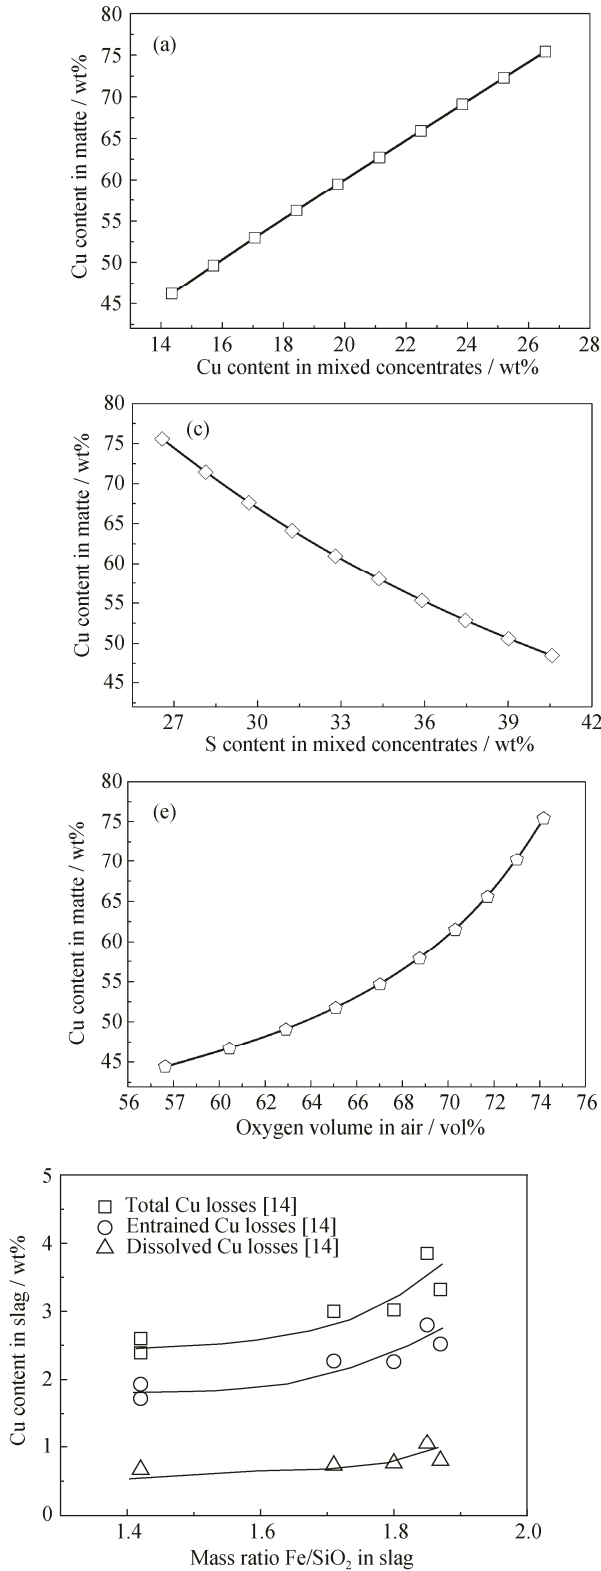 80
(a)
75
70
65
60
55
50
45
Cu content in matte / wt%
14 16 18 20 22 24 26 28
Cu content in mixed concentrates / wt%
80
(c)
75
70
65
60
55
50
45
Cu content in matte / wt%
27 30 33 36 39 42
S content in mixed concentrates / wt%
80
(e)
75
70
65
60
55
50
45
Cu content in matte / wt%
56 57 60 62 64 66 68 70 72 74 76
Oxygen volume in air / vol%
5
Total Cu losses [14]
Entrained Cu losses [14]
Dissolved Cu losses [14]
4
3
2
1
0
Cu content in slag / wt%
1.4 1.6 1.8 2.0
Mass ratio Fe/SiO₂ in slag